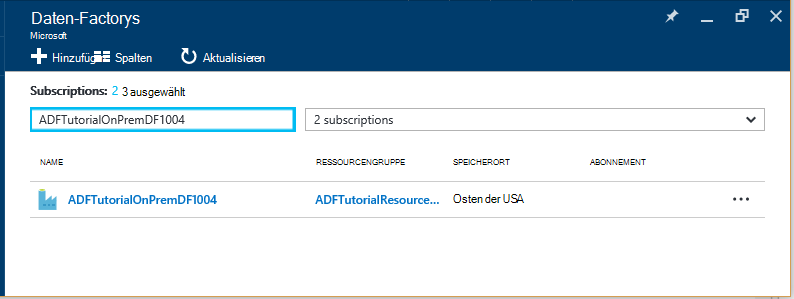 Daten-Factorys
Microsoft
Hinzufüg Spalten Aktualisieren
Subscriptions: 2 3 ausgewählt
ADFTutorialOnPremDF1004 2 subscriptions
NAME RESSOURCENGRUPPE SPEICHERORT ABONNEMENT
ADFTutorialOnPremDF1004 ADFTutorialResource... Osten der USA ...